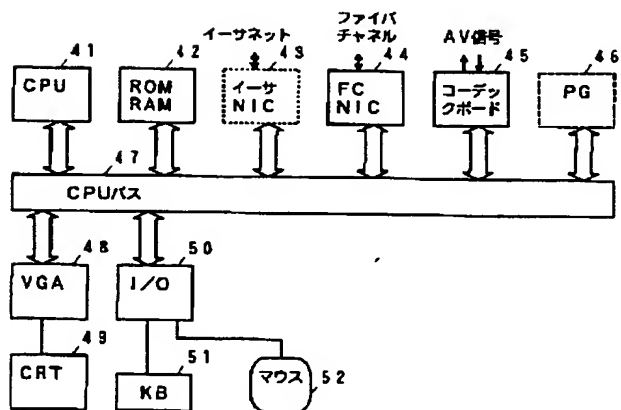 イーサネット
ファイバ
チャネル
AV信号
41
42
43
44
45
46
CPU
ROM
RAM
イーサ
NIC
FC
NIC
コーデッ
クボード
PG
47
CPUバス
48
50
VGA
I/O
49
51
CRT
KB
マウス
52